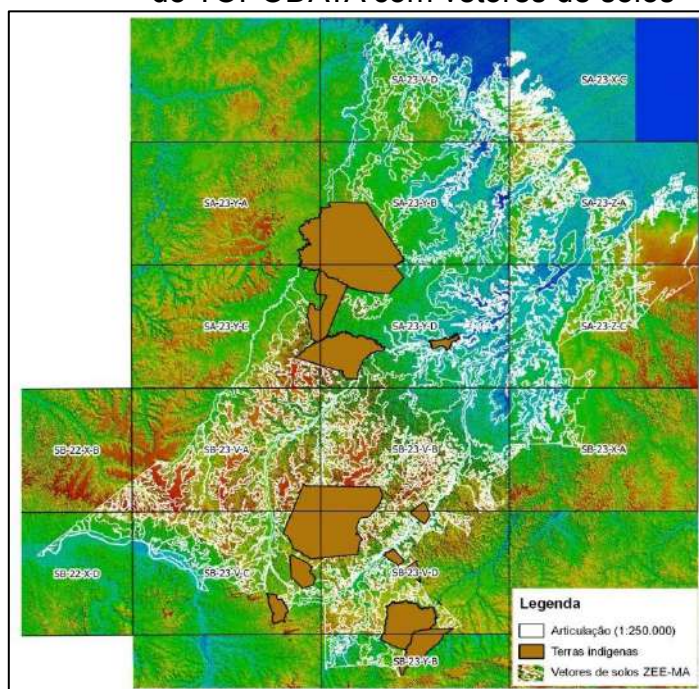 do TOPODATA com vetores de solos
SA-23-V-D
SA-23-X-C
SA-23-Y-A
SA-23-Y-B
SA-23-Z-A
SA-23-Y-C
SA-23-Y-D
SA-23-Z-C
SB-22-X-B
SB-23-V-A
SB-23-V-B
SB-23-X-A
SB-22-X-D
SB-23-V-C
SB-23-V-D
SB-23-Y-B
Legenda
Articulação (1:250.000)
Terras indigenas
Vetores de solos ZEE-MA